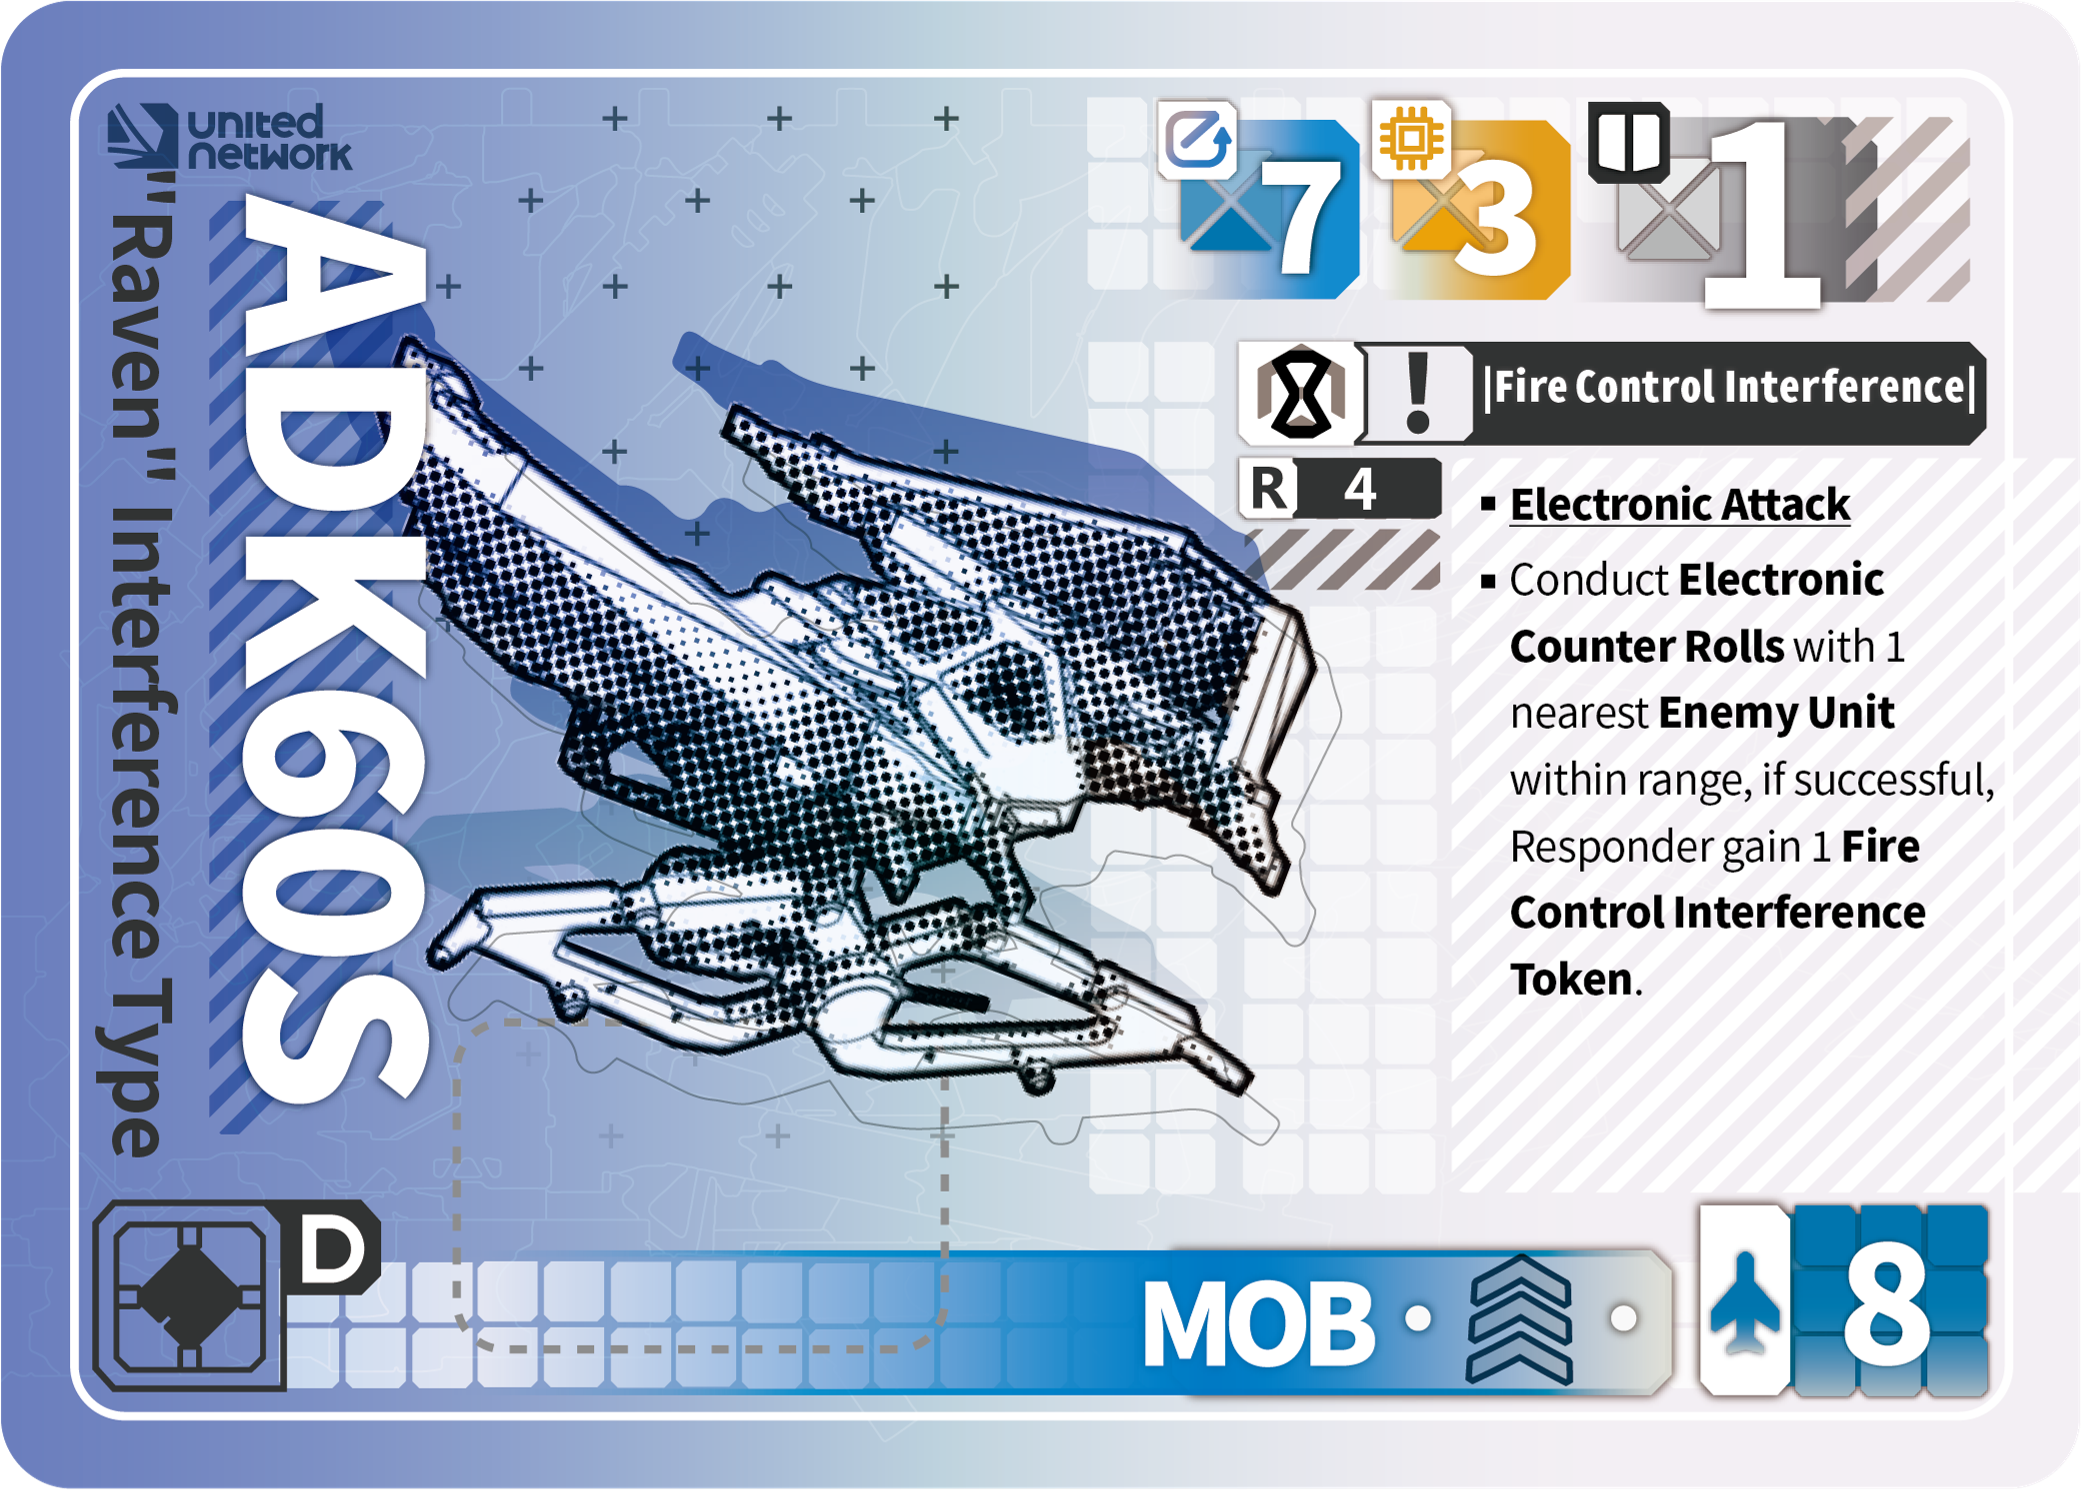 united
network
"Raven" Interference Type
ADK60S
7
3
1
!
|Fire Control Interference|
R 4
▪ Electronic Attack
▪ Conduct Electronic
Counter Rolls with 1
nearest Enemy Unit
within range, if successful,
Responder gain 1 Fire
Control Interference
Token.
D
MOB
8